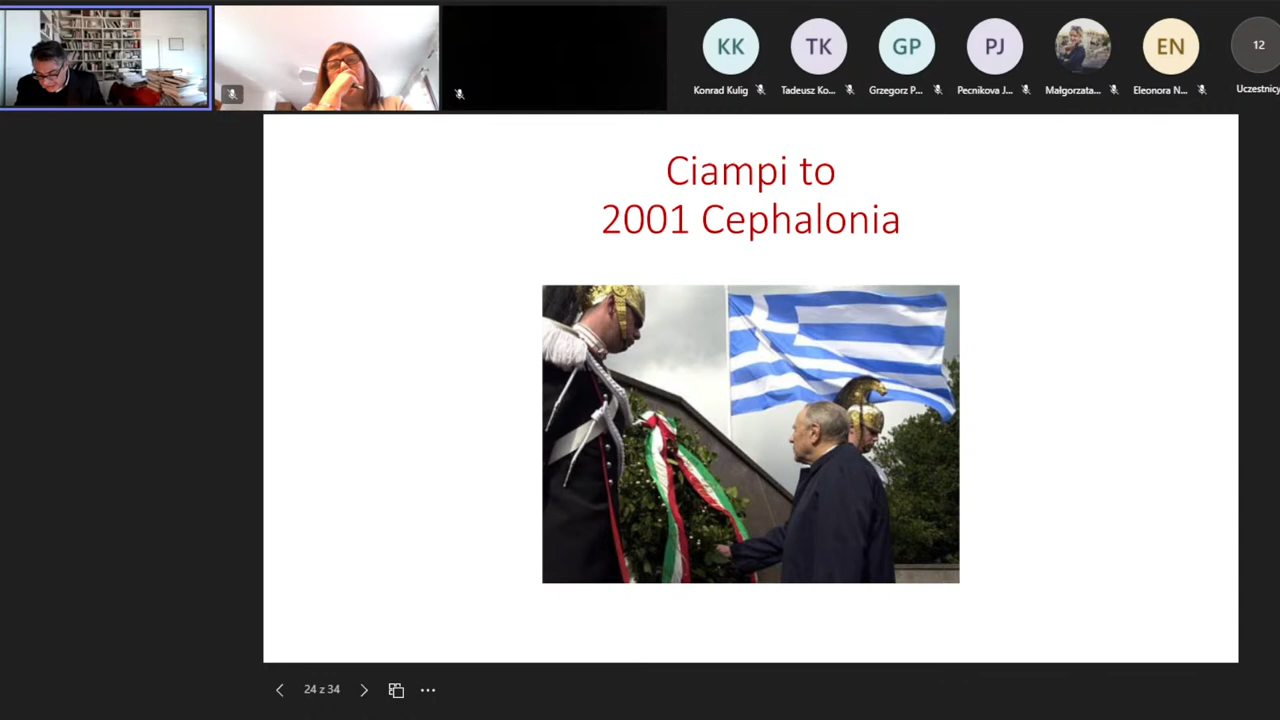 KK
TK
GP
PJ
EN
12
Konrad Kulig
Tadeusz Ko...
Grzegorz P...
Pecnikova J...
Małgorzata...
Eleonora N...
Uczestnicy
Ciampi to
2001 Cephalonia
24 z 34